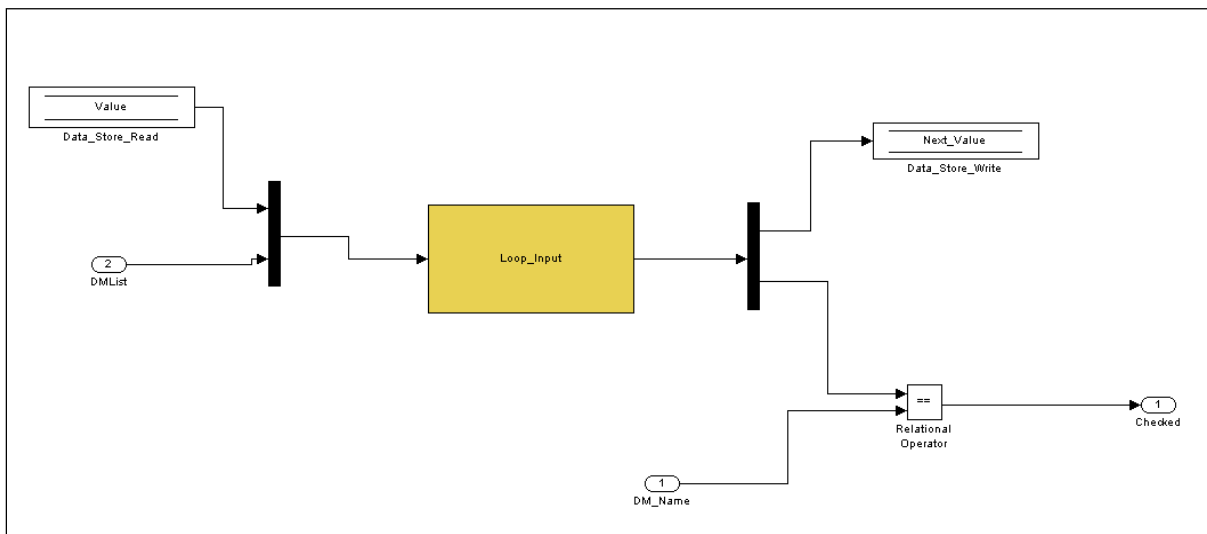 Value
Data_Store_Read
Next_Value
Data_Store_Write
Loop_Input
2
DMList
==
Relational
Operator
1
Checked
1
DM_Name